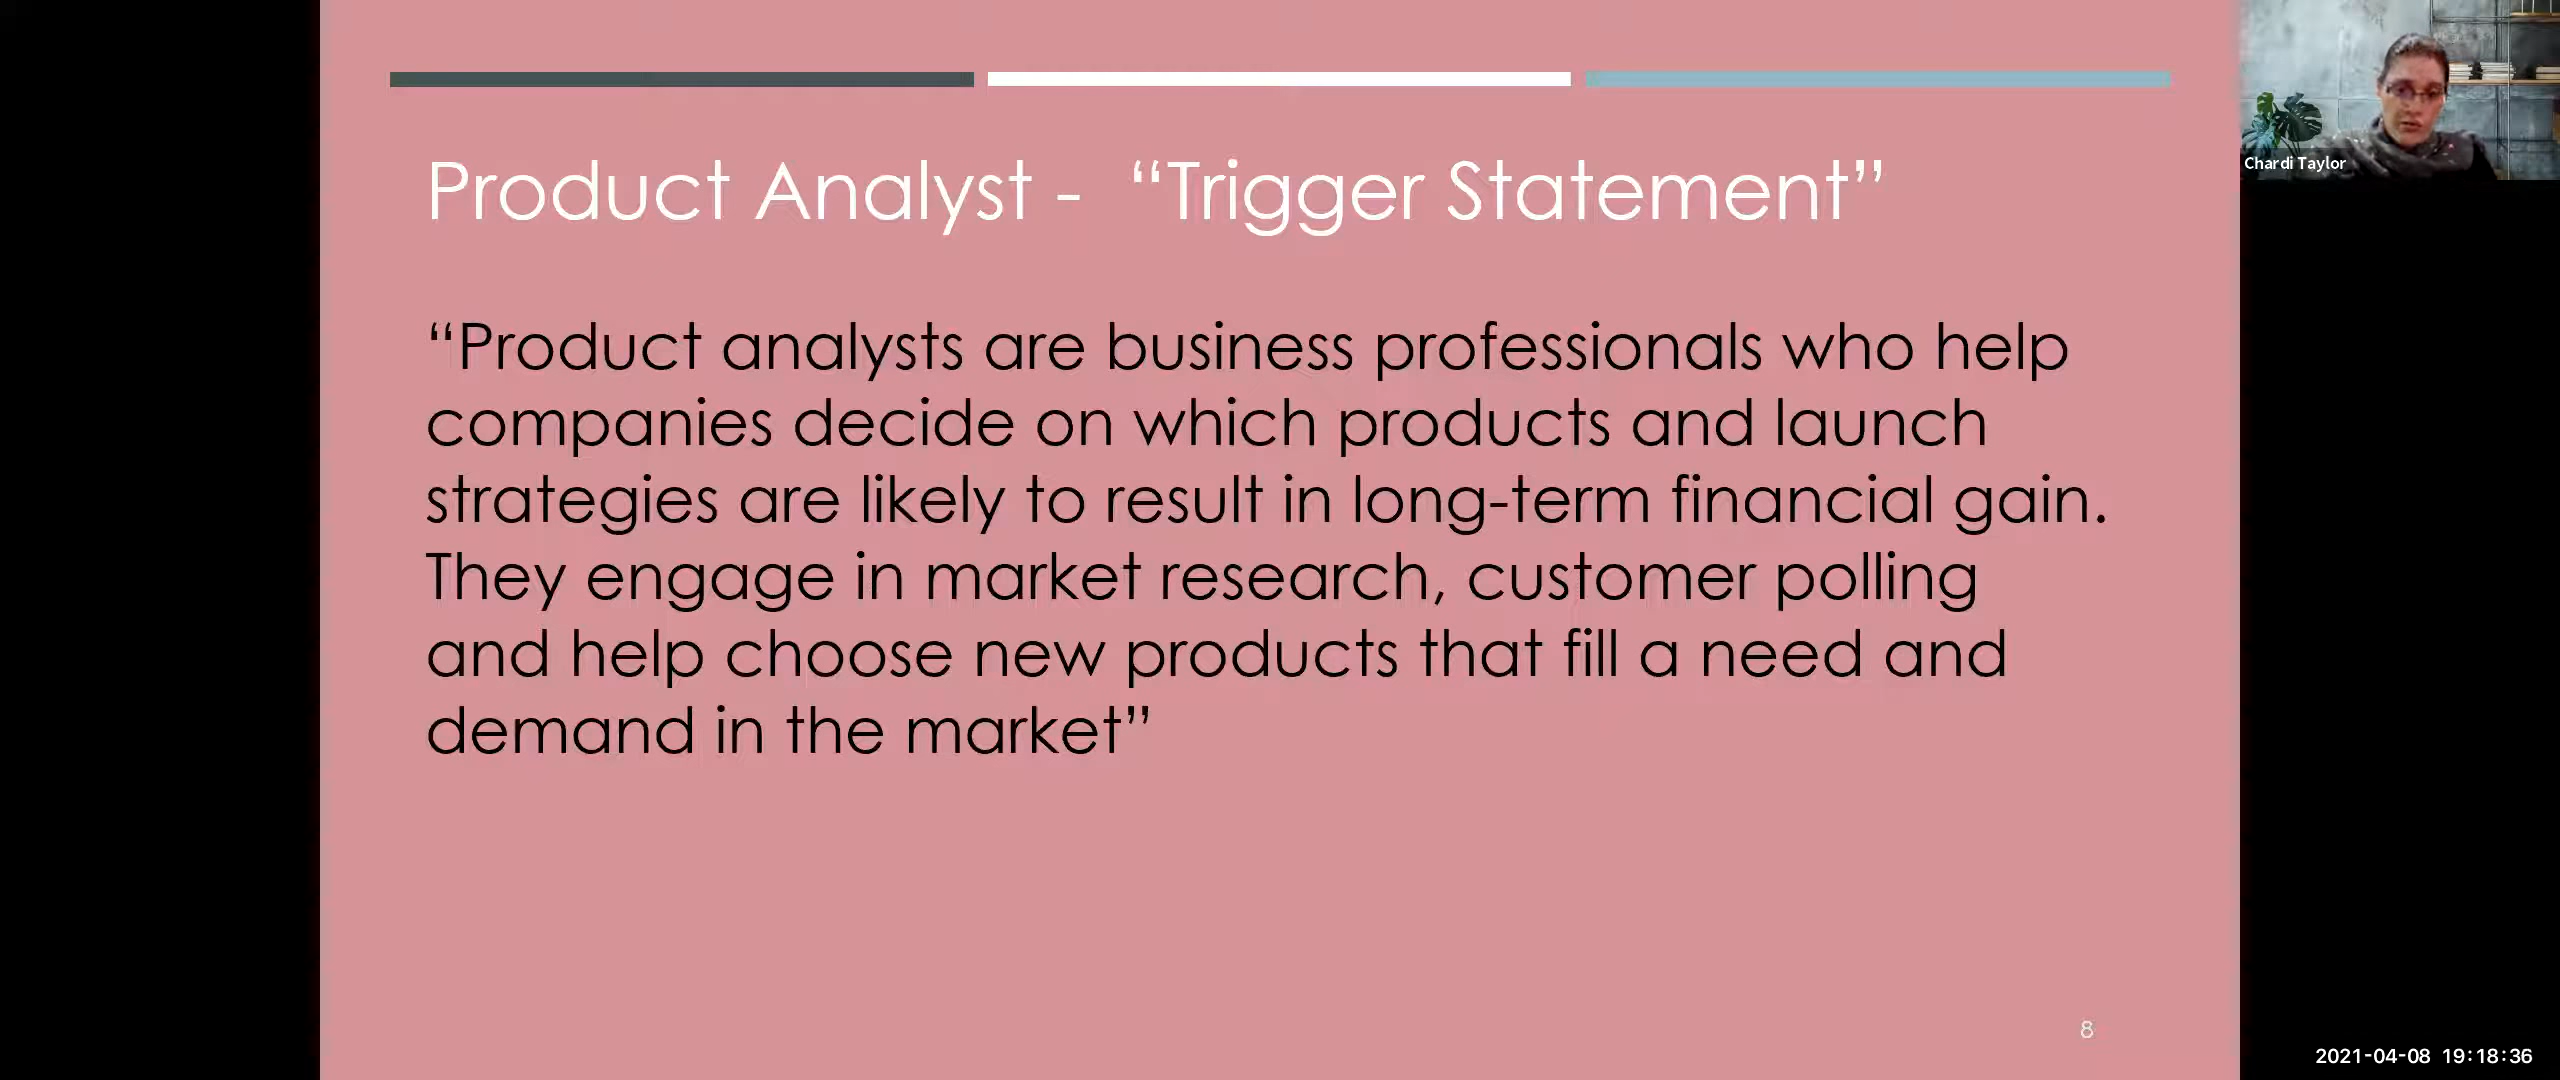 Product Analyst -  “Trigger Statement”
Chardi Taylor
“Product analysts are business professionals who help
companies decide on which products and launch
strategies are likely to result in long-term financial gain.
They engage in market research, customer polling
and help choose new products that fill a need and
demand in the market”
8
2021-04-08 19:18:36